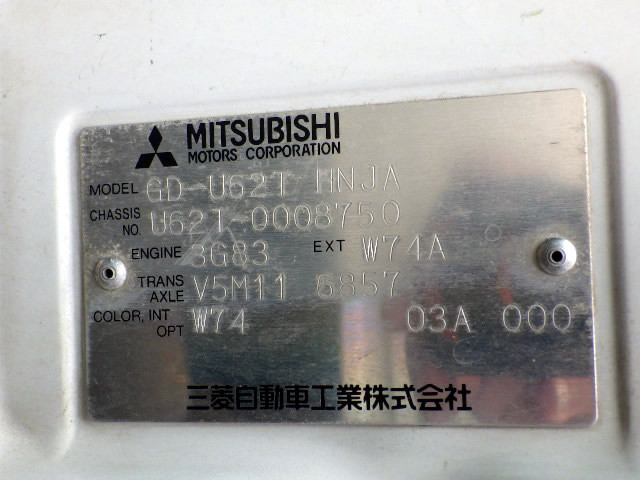 MITSUBISHI
MOTORS CORPORATION
MODEL GD-U62T HNJA
CHASSIS NO. U62T-0008750
ENGINE 3G83 EXT W74A
TRANS AXLE V5M11 6857
COLOR, INT OPT W74 03A 000
三菱自動車工業株式会社